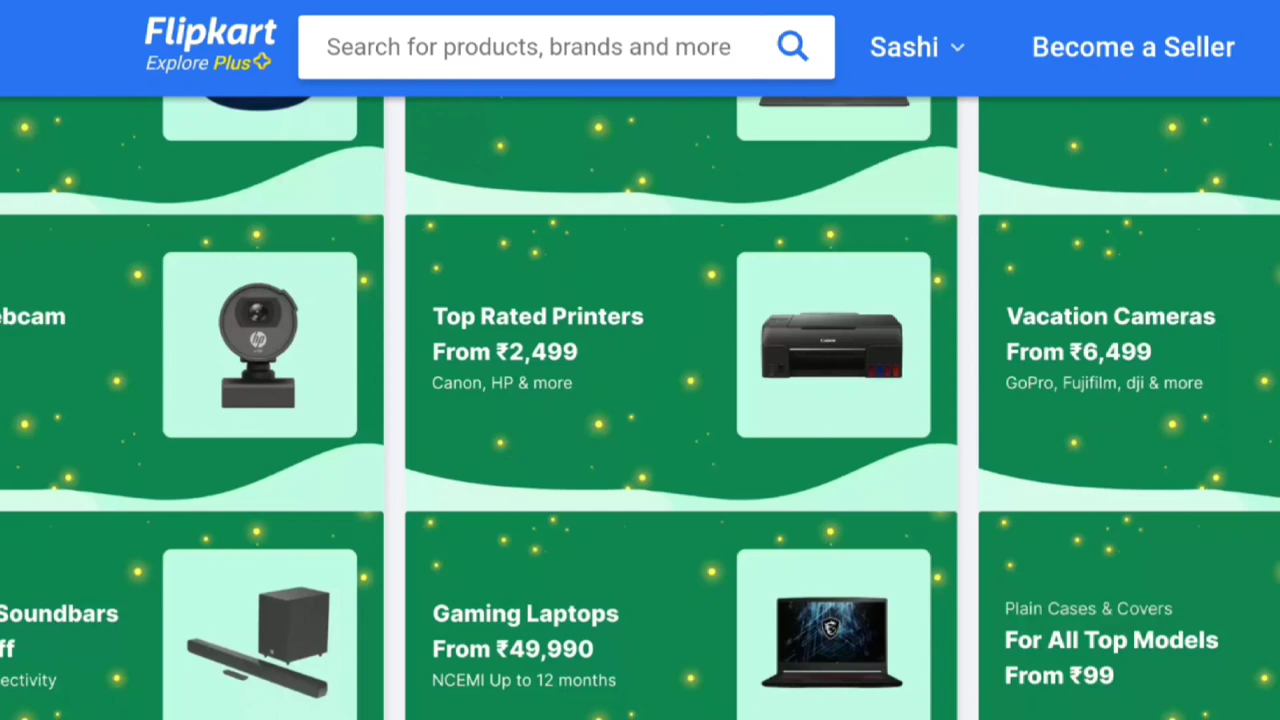 Flipkart
Explore Plus
Search for products, brands and more
Sashi
Become a Seller
ebcam
hp
Top Rated Printers
From ₹2,499
Canon, HP & more
Canon
Vacation Cameras
From ₹6,499
GoPro, Fujifilm, dji & more
Soundbars
ff
ectivity
Gaming Laptops
From ₹49,990
NCEMI Up to 12 months
Plain Cases & Covers
For All Top Models
From ₹99